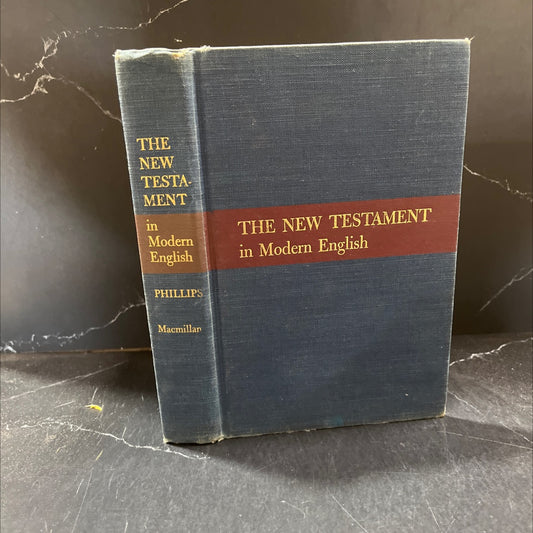 THE
NEW
TESTA-
MENT
in
Modern
English
PHILLIPS
Macmillan
THE NEW TESTAMENT
in Modern English